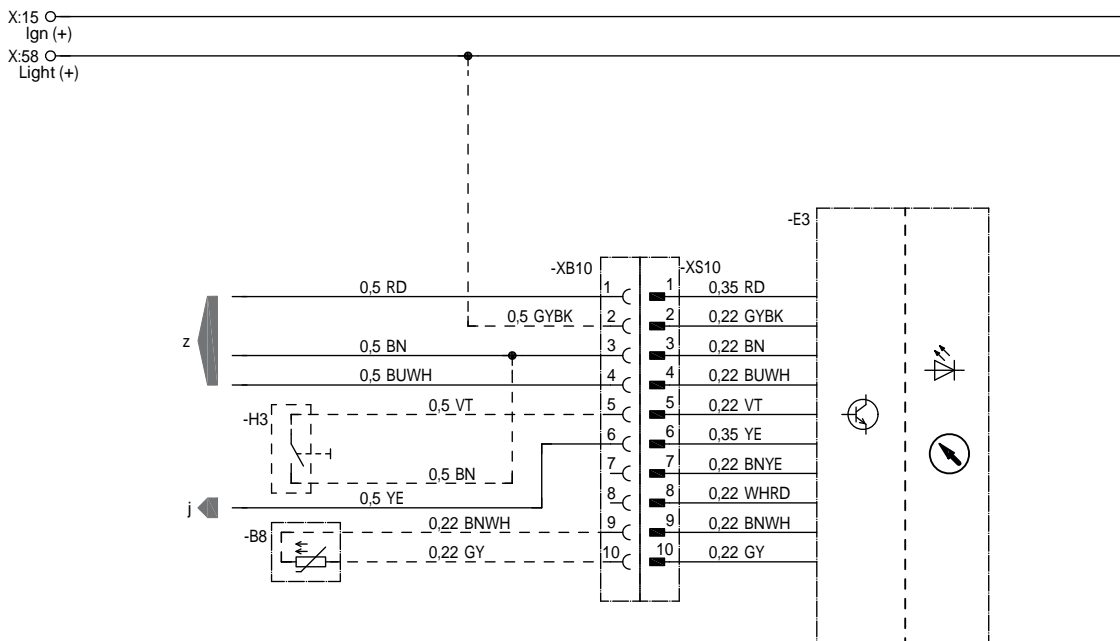 X:15
Ign (+)
X:58
Light (+)
-E3
-XB10 -XS10
0,5 RD 1 1 0,35 RD
0,5 GYBK 2 2 0,22 GYBK
z
0,5 BN 3 3 0,22 BN
0,5 BUWH 4 4 0,22 BUWH
-H3
0,5 VT 5 5 0,22 VT
6 6 0,35 YE
0,5 BN 7 7 0,22 BNYE
j
0,5 YE 8 8 0,22 WHRD
-B8
0,22 BNWH 9 9 0,22 BNWH
0,22 GY 10 10 0,22 GY